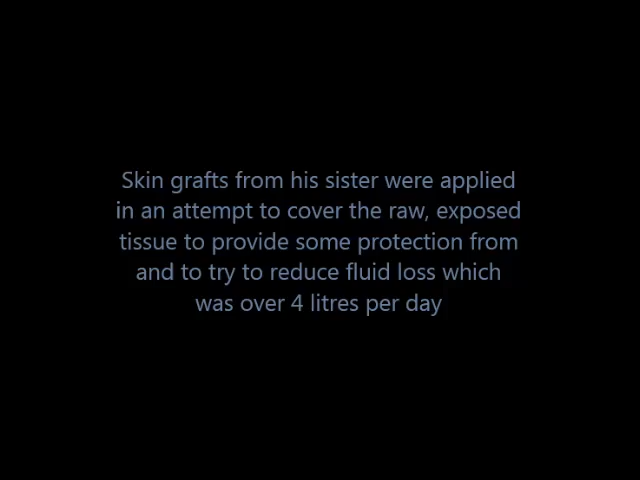 Skin grafts from his sister were applied
in an attempt to cover the raw, exposed
tissue to provide some protection from
and to try to reduce fluid loss which
was over 4 litres per day